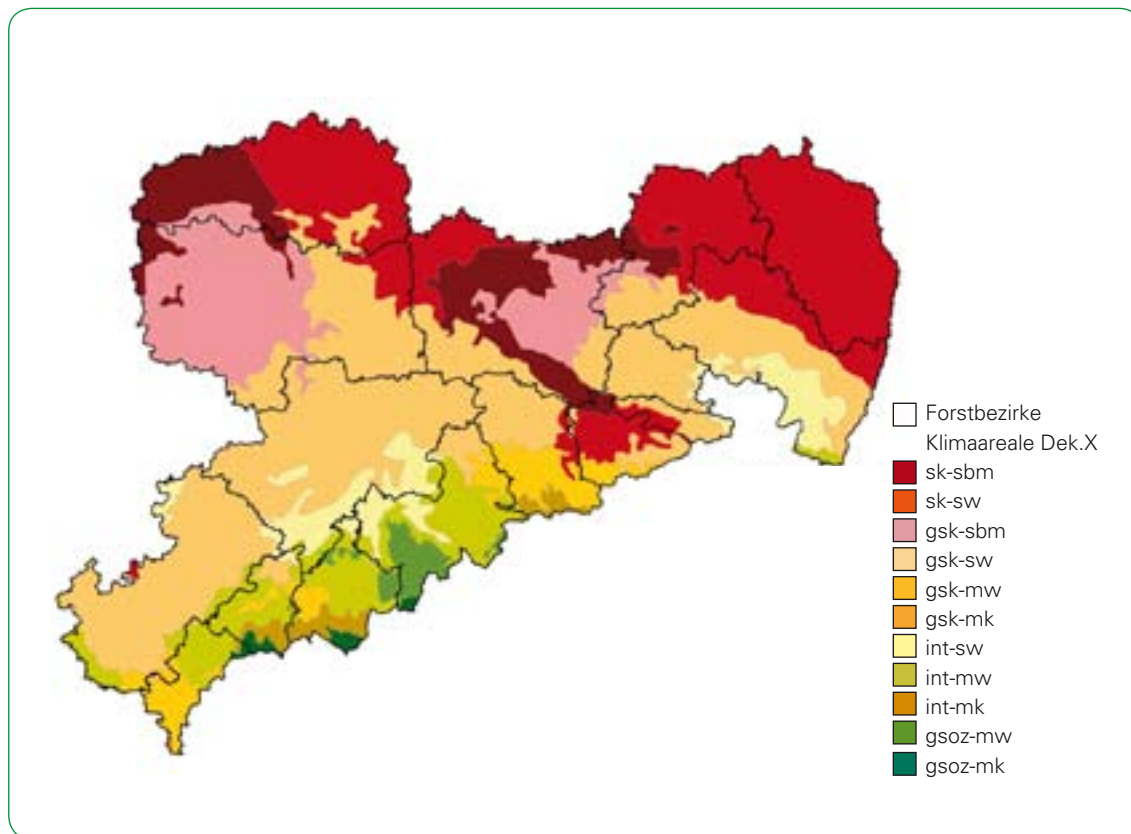 Forstbezirke
Klimaareale Dek.X
sk-sbm
sk-sw
gsk-sbm
gsk-sw
gsk-mw
gsk-mk
int-sw
int-mw
int-mk
gsoz-mw
gsoz-mk